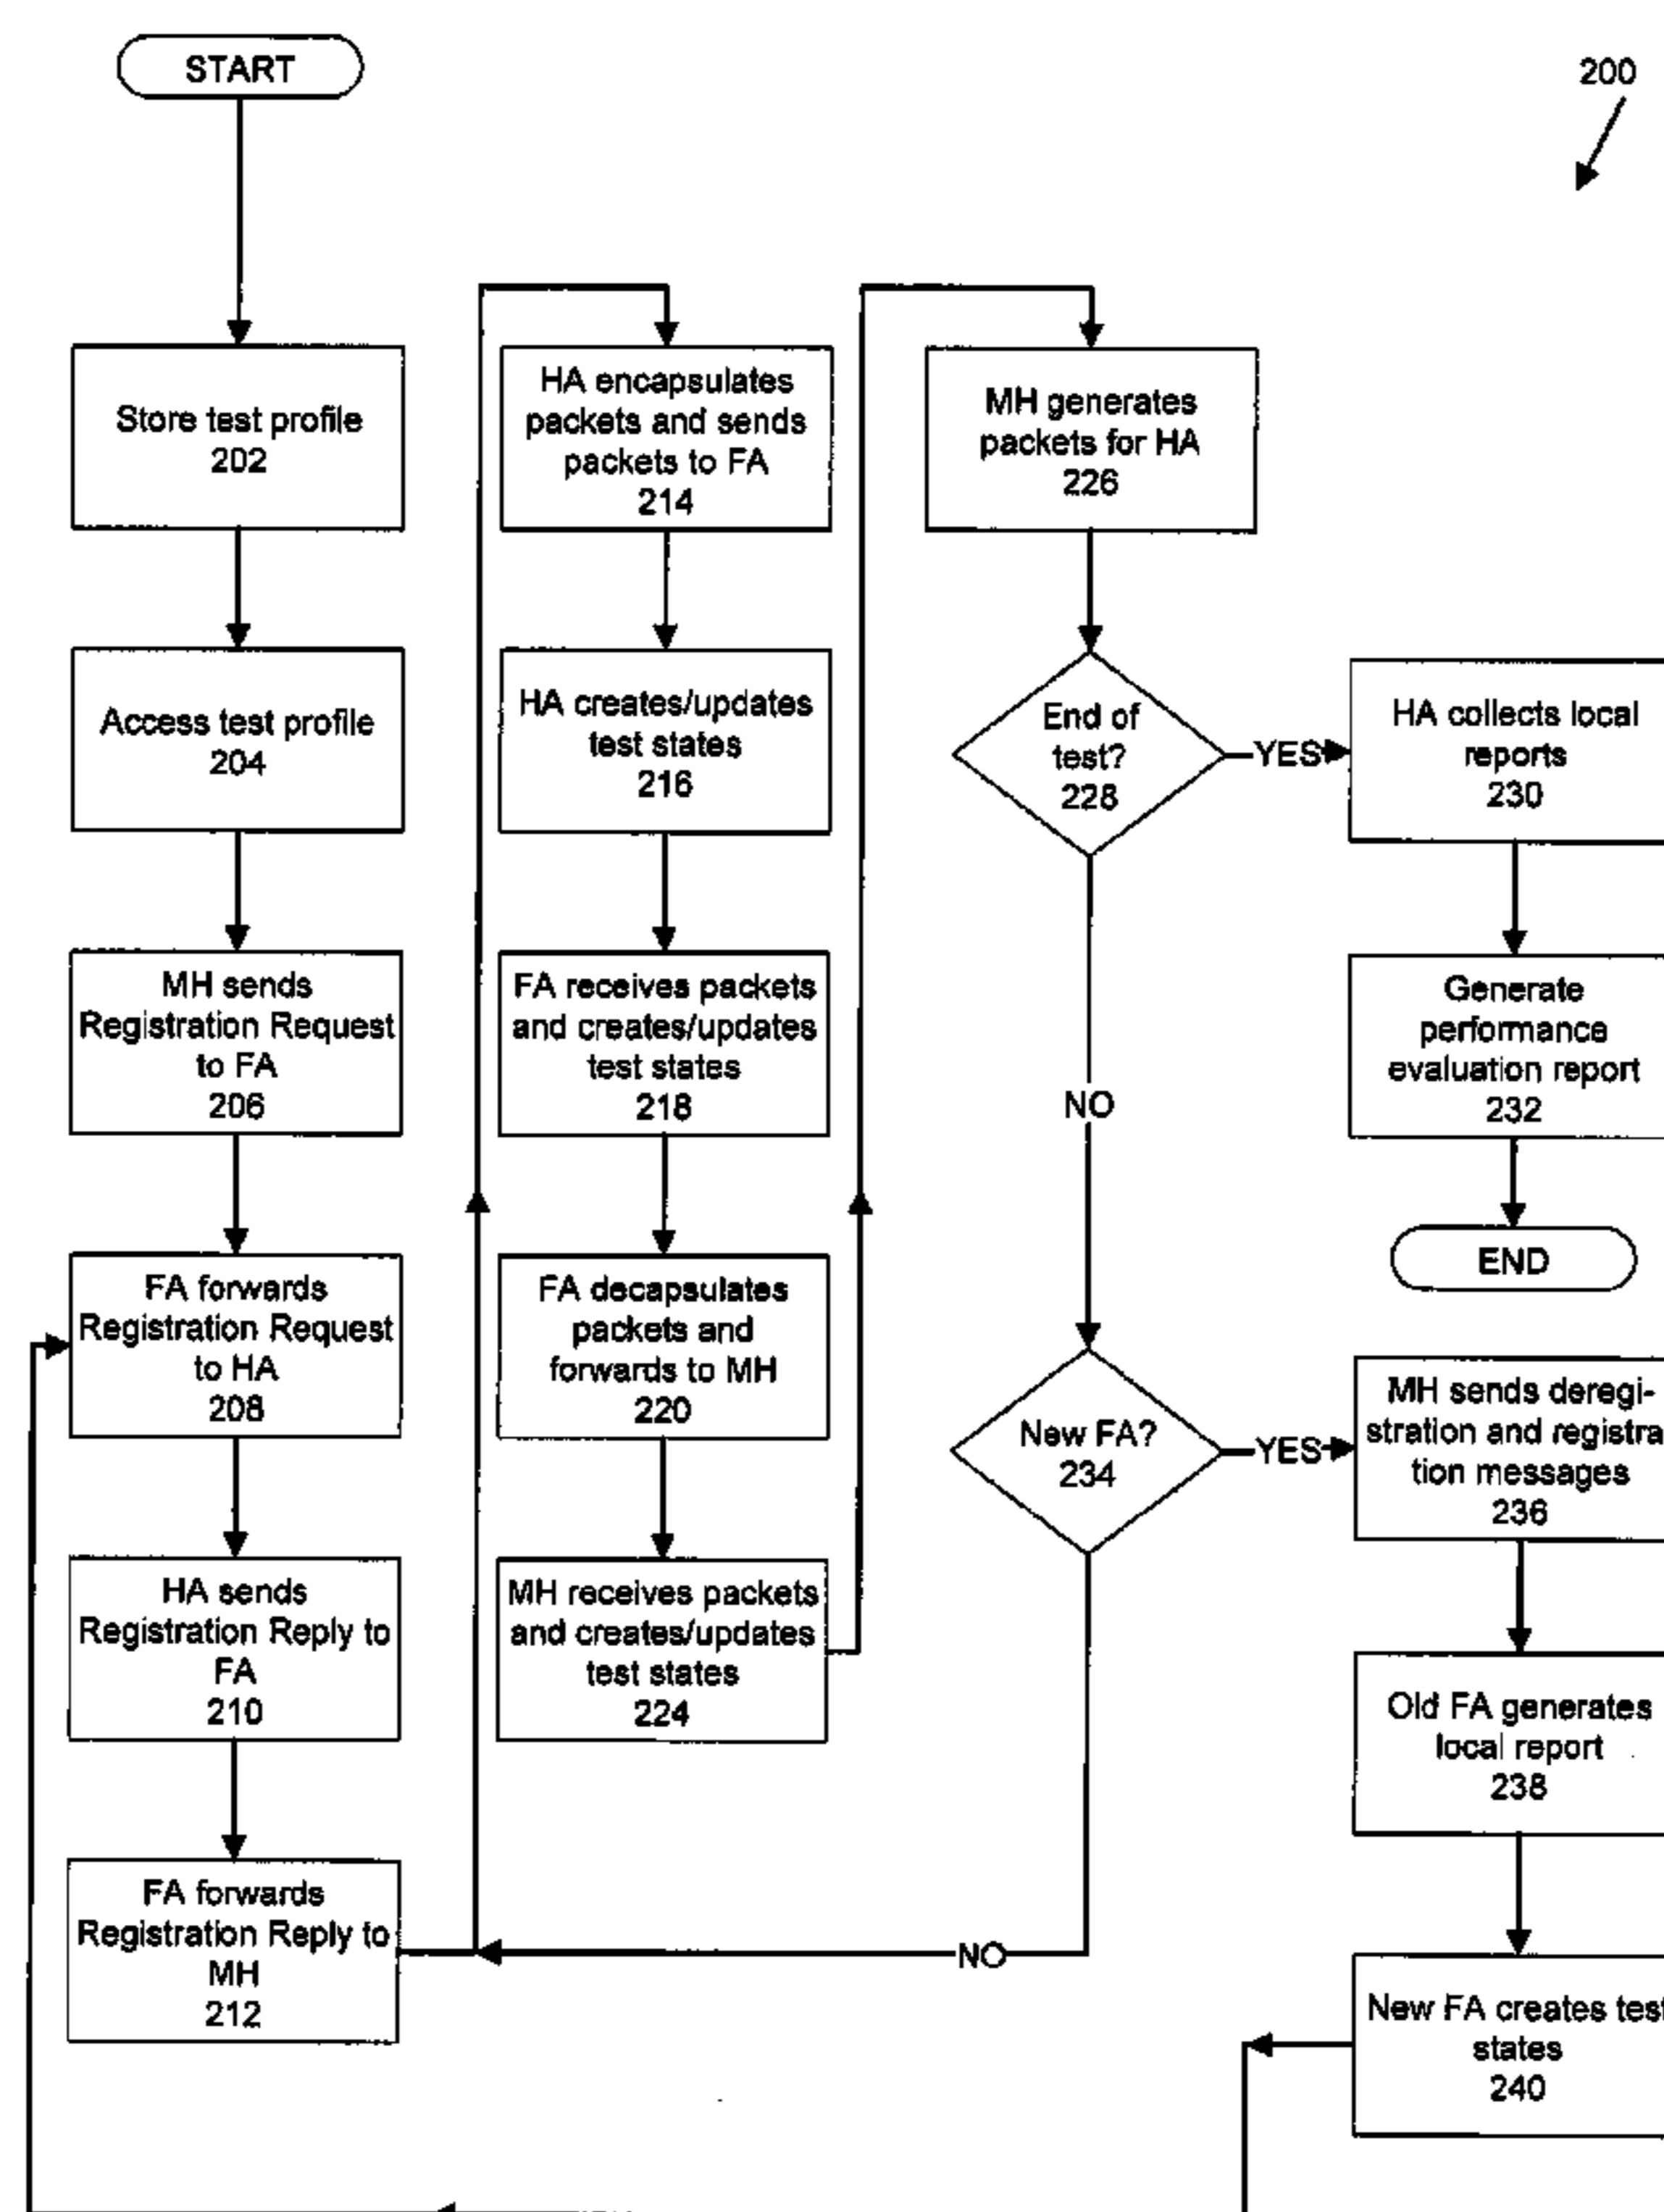 START
200
Store test profile
202
Access test profile
204
MH sends
Registration Request
to FA
206
FA forwards
Registration Request
to HA
208
HA sends
Registration Reply to
FA
210
FA forwards
Registration Reply to
MH
212
HA encapsulates
packets and sends
packets to FA
214
HA creates/updates
test states
216
FA receives packets
and creates/updates
test states
218
FA decapsulates
packets and
forwards to MH
220
MH receives packets
and creates/updates
test states
224
MH generates
packets for HA
226
End of
test?
228
YES
NO
HA collects local
reports
230
Generate
performance
evaluation report
232
END
New FA?
234
YES
NO
MH sends deregi-
stration and registra
tion messages
236
Old FA generates
local report
238
New FA creates test
states
240